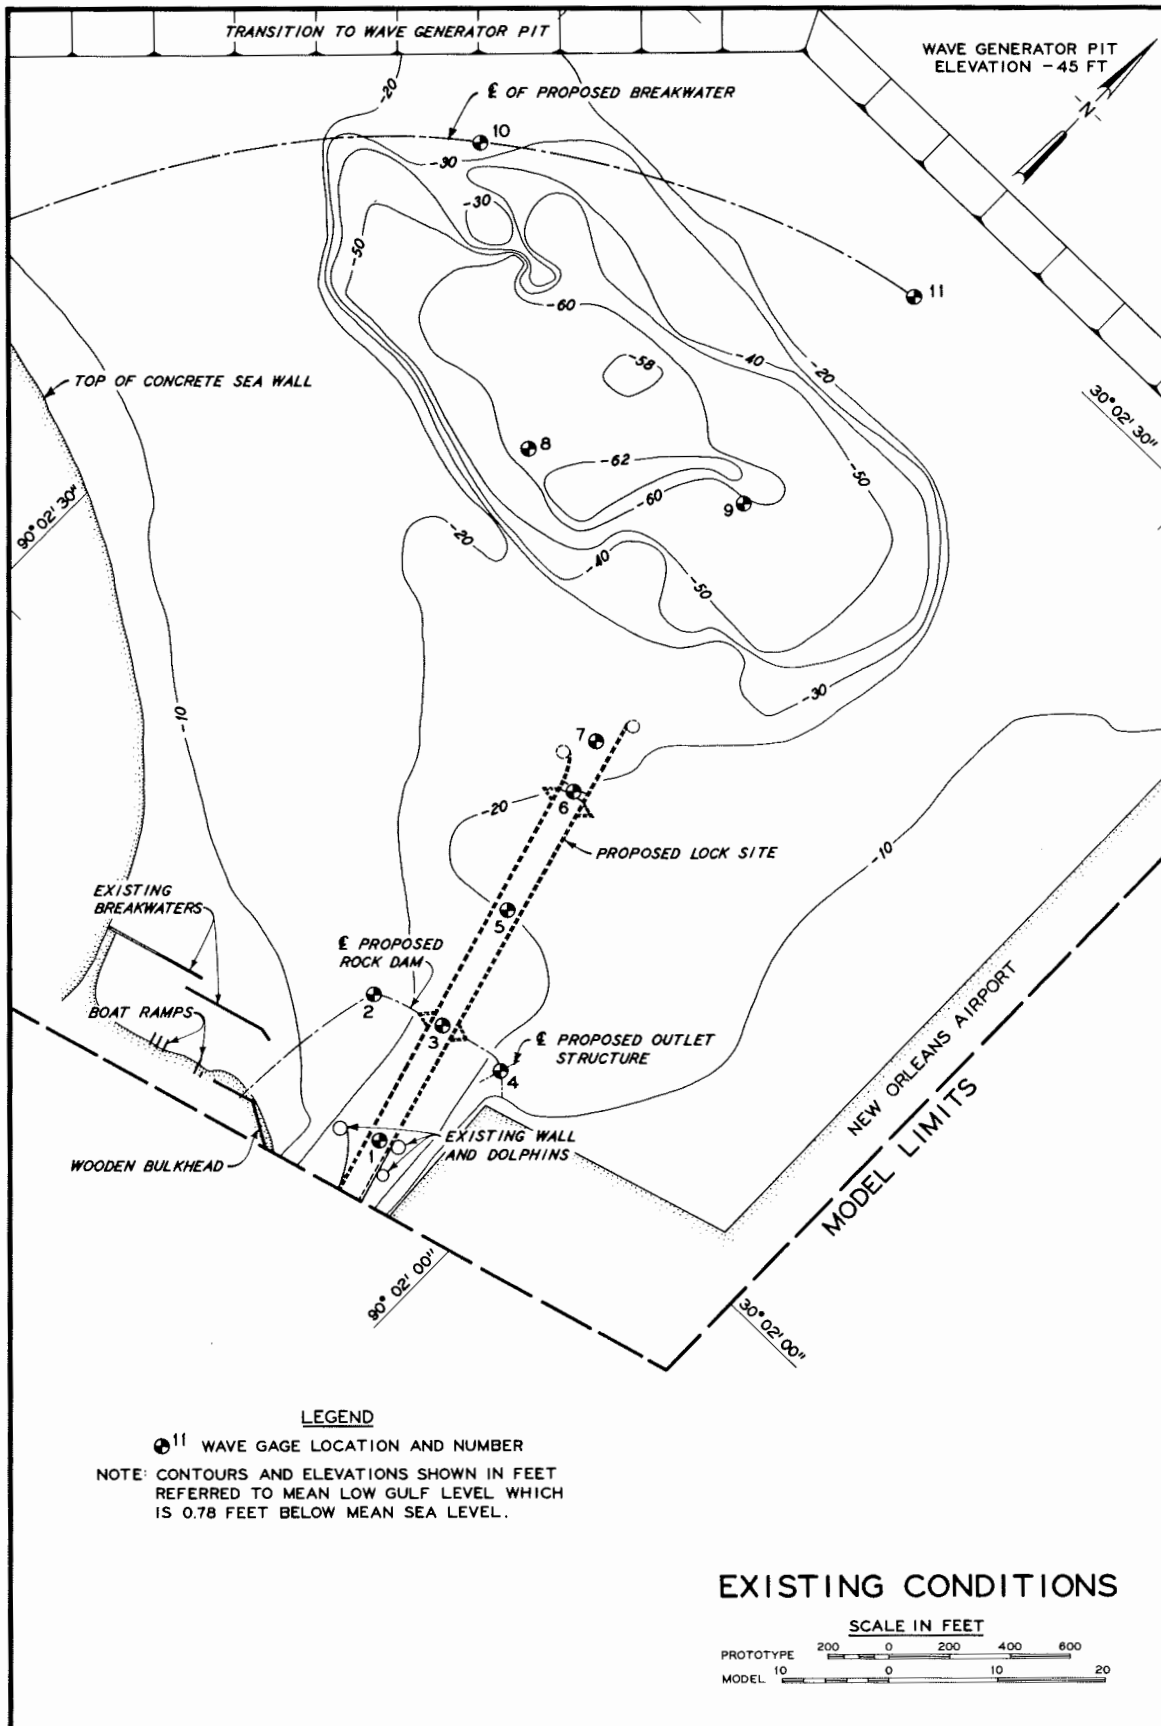 TRANSITION TO WAVE GENERATOR PIT
WAVE GENERATOR PIT
ELEVATION -45 FT
N
-20
℄ OF PROPOSED BREAKWATER
10
-30
-30
-50
-60
11
-58
-40
-20
TOP OF CONCRETE SEA WALL
30° 02' 30"
8
-62
-60
-50
9
90° 02' 30"
-20
-40
-50
-30
-10
7
6
-20
PROPOSED LOCK SITE
-10
EXISTING
BREAKWATERS
5
℄ PROPOSED
ROCK DAM
2
BOAT RAMPS
3
℄ PROPOSED OUTLET
STRUCTURE
4
NEW ORLEANS AIRPORT
MODEL LIMITS
EXISTING WALL
AND DOLPHINS
1
WOODEN BULKHEAD
90° 02' 00"
30° 02' 00"
LEGEND
11 WAVE GAGE LOCATION AND NUMBER
NOTE: CONTOURS AND ELEVATIONS SHOWN IN FEET
REFERRED TO MEAN LOW GULF LEVEL WHICH
IS 0.78 FEET BELOW MEAN SEA LEVEL.
EXISTING CONDITIONS
SCALE IN FEET
PROTOTYPE 200 0 200 400 600
MODEL 10 0 10 20